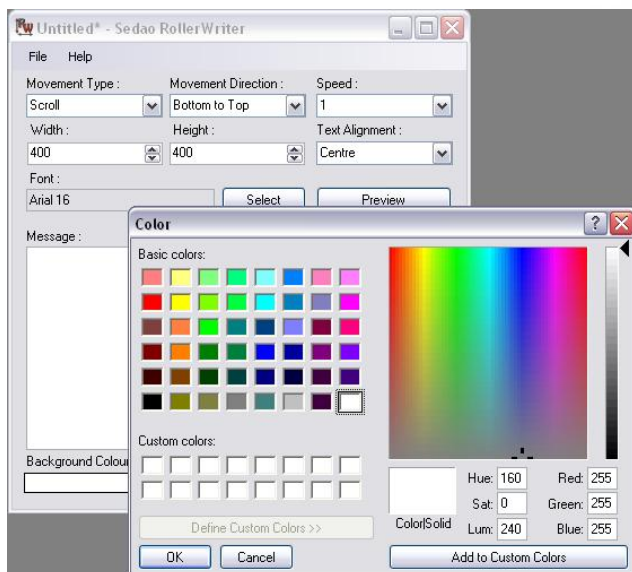 Untitled* - Sedao RollerWriter
File Help
Movement Type : Movement Direction : Speed :
Scroll Bottom to Top 1
Width : Height : Text Alignment :
400 400 Centre
Font :
Arial 16 Select Preview
Color
Message :
Basic colors:
Custom colors:
Background Colou
Hue: 160 Red: 255
Sat: 0 Green: 255
Define Custom Colors >> Color|Solid Lum: 240 Blue: 255
OK Cancel Add to Custom Colors